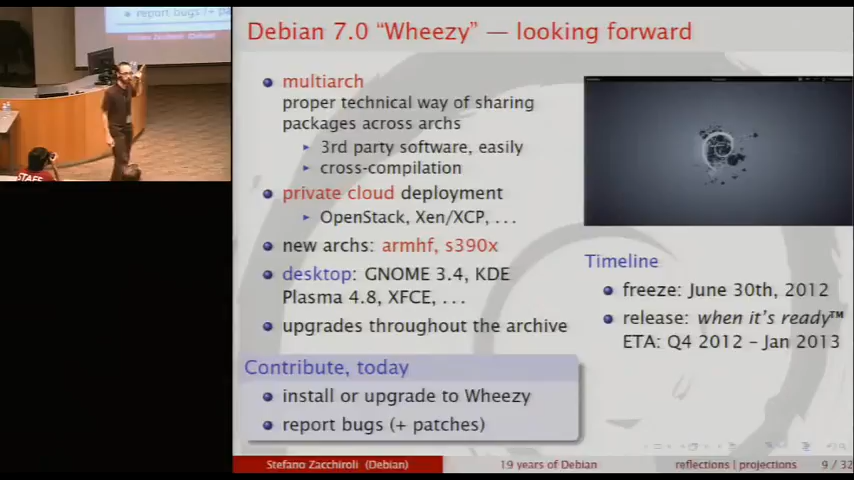 report bugs (+ pa
Stefano Zacchiroli (Debian)
STAFF
Debian 7.0 “Wheezy” — looking forward
multiarch
proper technical way of sharing
packages across archs
3rd party software, easily
cross-compilation
private cloud deployment
OpenStack, Xen/XCP, ...
new archs: armhf, s390x
desktop: GNOME 3.4, KDE
Plasma 4.8, XFCE, ...
upgrades throughout the archive
Contribute, today
install or upgrade to Wheezy
report bugs (+ patches)
Timeline
freeze: June 30th, 2012
release: when it's ready™
ETA: Q4 2012 – Jan 2013
Stefano Zacchiroli (Debian) 19 years of Debian reflections | projections 9 / 32